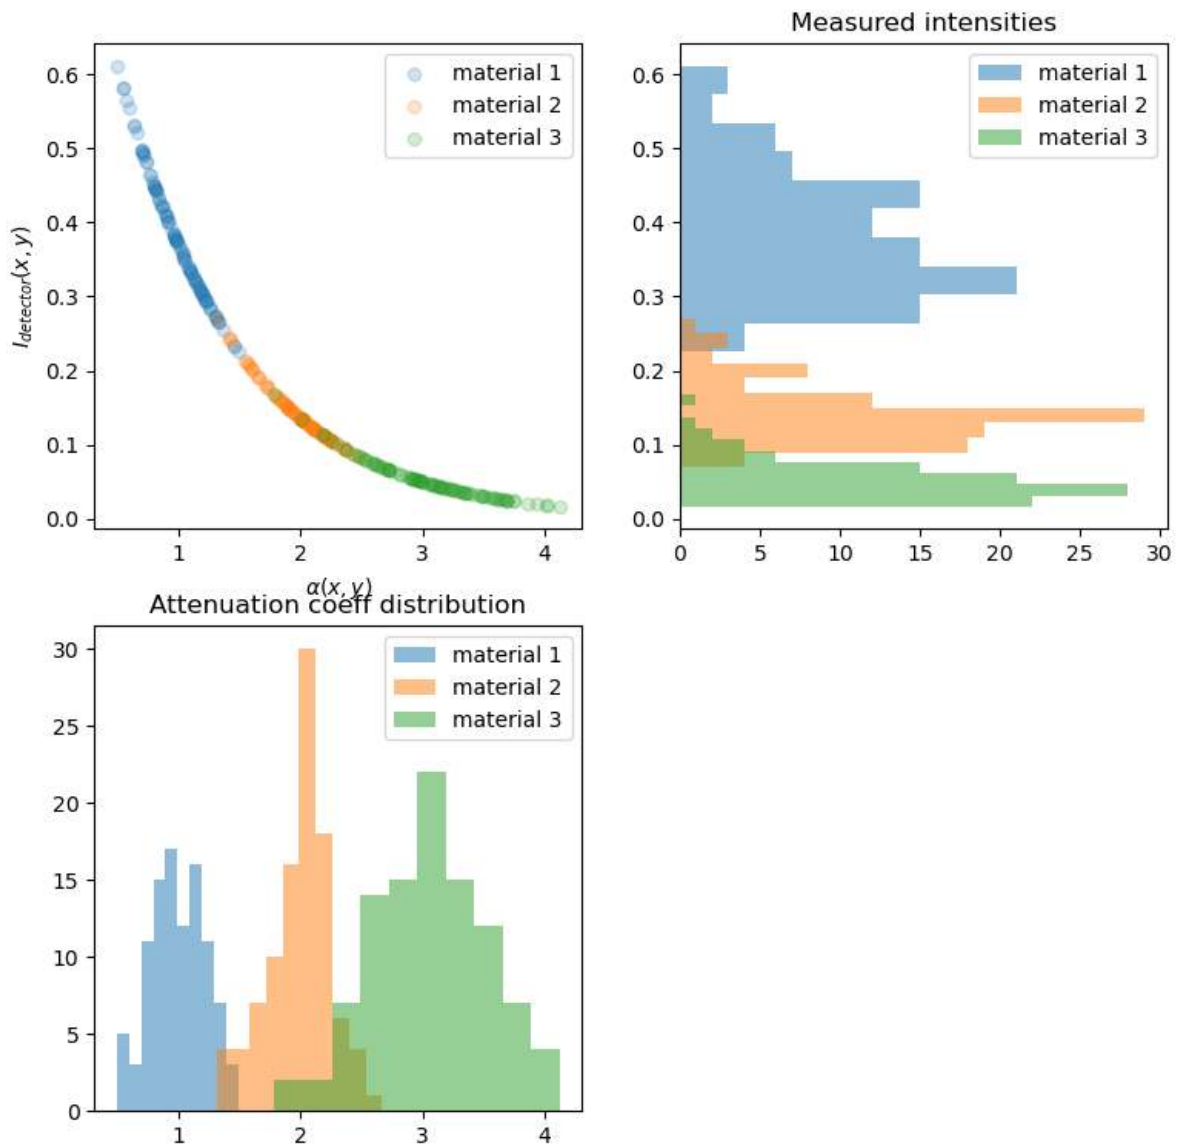 Measured intensities
0.6
0.5
0.4
0.3
0.2
0.1
0.0
I_detector(x, y)
material 1
material 2
material 3
1
2
3
4
α(x, y)
0.6
0.5
0.4
0.3
0.2
0.1
0.0
material 1
material 2
material 3
0
5
10
15
20
25
30
Attenuation coeff distribution
30
25
20
15
10
5
0
material 1
material 2
material 3
1
2
3
4